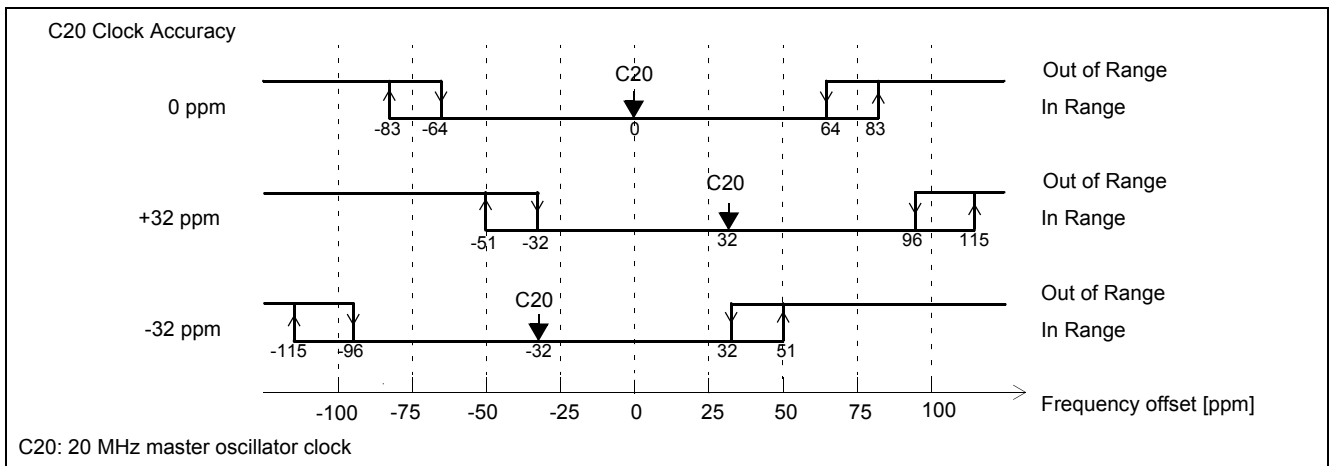 C20 Clock Accuracy
C20
Out of Range
0 ppm
In Range
-83 -64 0 64 83
C20
Out of Range
+32 ppm
In Range
-51 -32 32 96 115
C20
Out of Range
-32 ppm
In Range
-115 -96 -32 32 51
-100 -75 -50 -25 0 25 50 75 100
Frequency offset [ppm]
C20: 20 MHz master oscillator clock